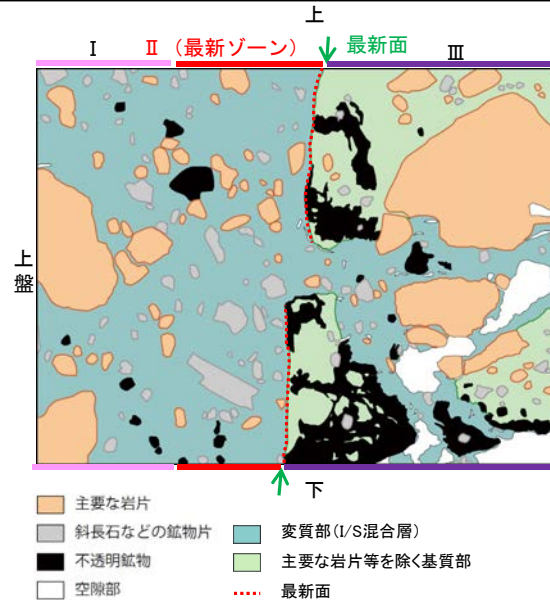 上
Ⅰ Ⅱ (最新ゾーン) 最新面 Ⅲ
上盤
下
主要な岩片
斜長石などの鉱物片
不透明鉱物
空隙部
変質部(I/S混合層)
主要な岩片等を除く基質部
最新面